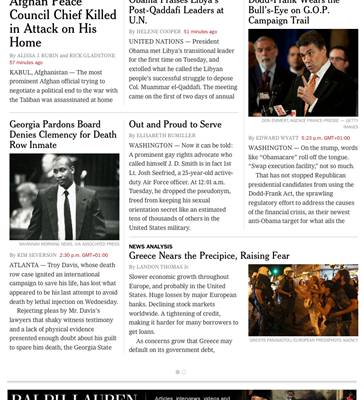 Afghan Peace
Council Chief Killed
in Attack on His
Home
By ALISSA J. RUBIN and RICK GLADSTONE
57 minutes ago
KABUL, Afghanistan — The most
prominent Afghan official trying to
negotiate a political end to the war with
the Taliban was assassinated at home
Obama Praises Libya's
Post-Qaddafi Leaders at
U.N.
By HELENE COOPER 51 minutes ago
UNITED NATIONS — President
Obama met Libya's transitional leader
for the first time on Tuesday, and
extolled what he called the Libyan
people's successful struggle to depose
Col. Muammar el-Qaddafi. The meeting
came on the first of two days of annual
Dodd-Frank Wears the
Bull's-Eye on G.O.P.
Campaign Trail
DON EMMERT/AGENCE FRANCE-PRESSE — GETTY
IMAGES
By EDWARD WYATT 5:23 p.m. GMT+01:00
WASHINGTON — On the stump, words
like "Obamacare" roll off the tongue.
"Swap execution facility," not so much.
That has not stopped Republican
presidential candidates from using the
Dodd-Frank Act, the sprawling
regulatory effort to address the causes
of the financial crisis, as their newest
anti-Obama target for what ails the
Georgia Pardons Board
Denies Clemency for Death
Row Inmate
SAVANNAH MORNING NEWS, VIA ASSOCIATED PRESS
By KIM SEVERSON 2:30 p.m. GMT+01:00
ATLANTA — Troy Davis, whose death
row case ignited an international
campaign to save his life, has lost what
appeared to be his last attempt to avoid
death by lethal injection on Wednesday.
Rejecting pleas by Mr. Davis's
lawyers that shaky witness testimony
and a lack of physical evidence
presented enough doubt about his guilt
to spare him death, the Georgia State
Out and Proud to Serve
By ELISABETH BUMILLER
WASHINGTON — Now it can be told:
A prominent gay rights advocate who
called himself J. D. Smith is in fact 1st
Lt. Josh Seefried, a 25-year-old active-
duty Air Force officer. At 12:01 a.m.
Tuesday, he dropped the pseudonym,
freed from keeping his sexual
orientation secret like an estimated
tens of thousands of others in the
United States military.
NEWS ANALYSIS
Greece Nears the Precipice, Raising Fear
By LANDON THOMAS Jr.
Slower economic growth throughout
Europe, and probably in the United
States. Huge losses by major European
banks. Declining stock markets
worldwide. A tightening of credit,
making it harder for many borrowers to
get loans.
As concerns grow that Greece may
default on its government debt,
ORESTIS PANAGIOTOU/EUROPEAN PRESSPHOTO AGENCY
RALPH LAUREN
Articles, interviews, videos and